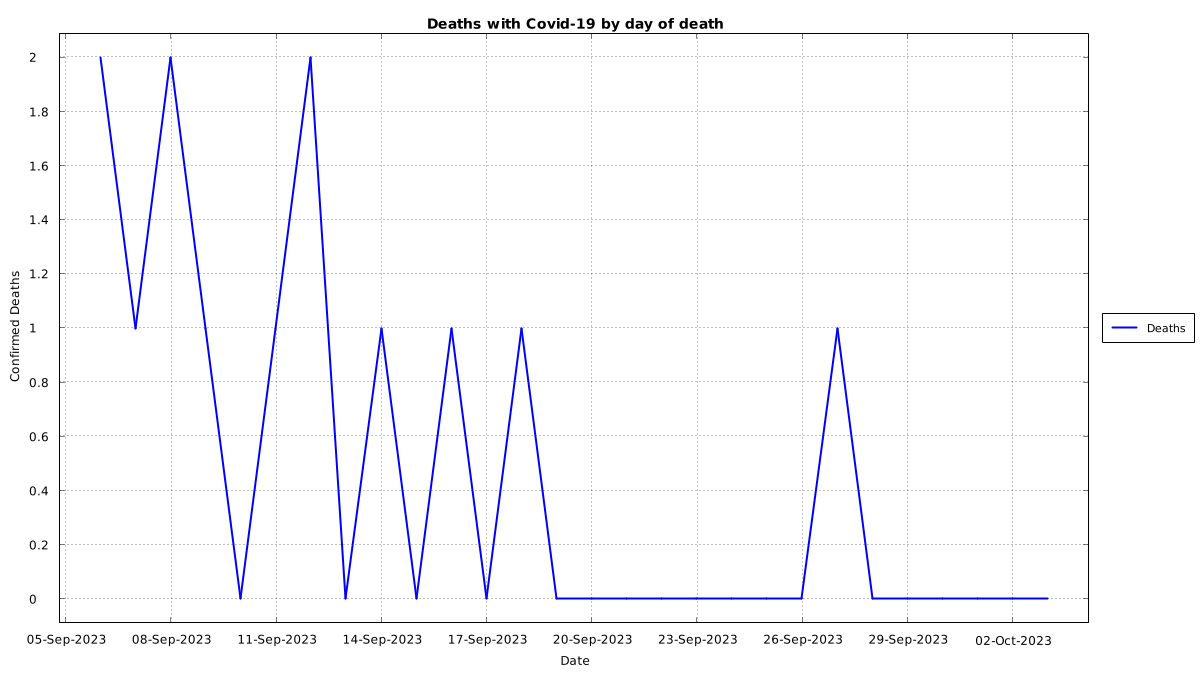 Deaths with Covid-19 by day of death
2
1.8
1.6
1.4
1.2
1
0.8
0.6
0.4
0.2
0
Confirmed Deaths
Deaths
05-Sep-2023 08-Sep-2023 11-Sep-2023 14-Sep-2023 17-Sep-2023 20-Sep-2023 23-Sep-2023 26-Sep-2023 29-Sep-2023 02-Oct-2023
Date